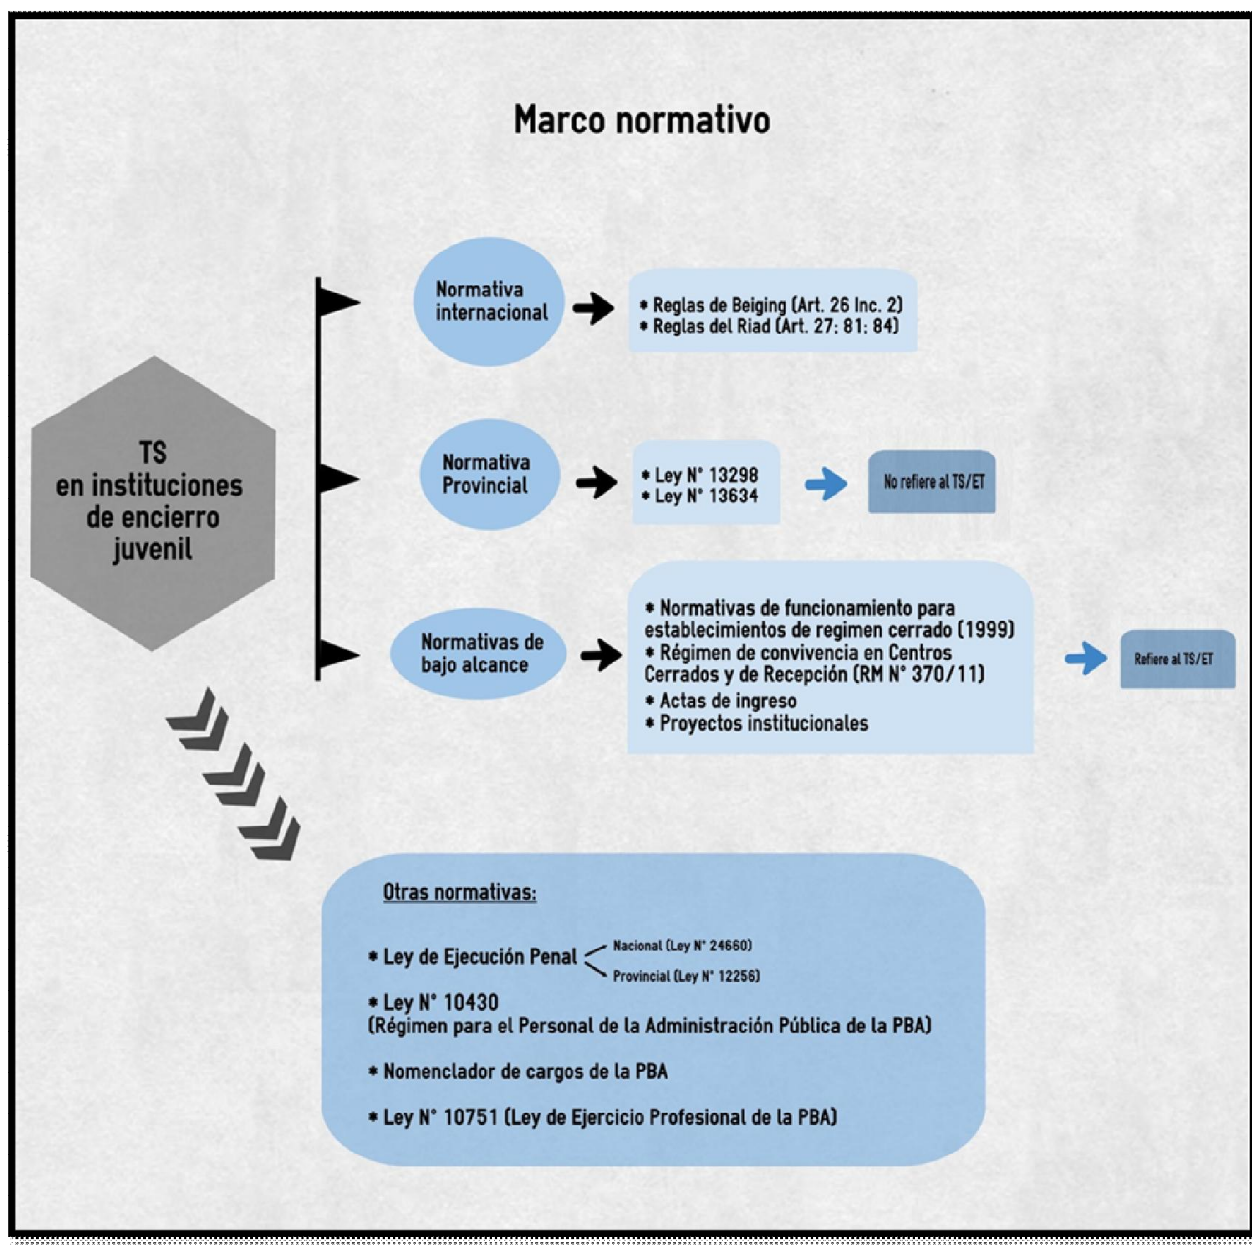 Marco normativo
TS
en instituciones
de encierro
juvenil
Normativa
internacional
* Reglas de Beiging (Art. 26 Inc. 2)
* Reglas del Riad (Art. 27; 81; 84)
Normativa
Provincial
* Ley N° 13298
* Ley N° 13634
No refiere al TS/ET
Normativas de
bajo alcance
* Normativas de funcionamiento para
establecimientos de regimen cerrado (1999)
* Régimen de convivencia en Centros
Cerrados y de Recepción (RM N° 370/11)
* Actas de ingreso
* Proyectos institucionales
Refiere al TS/ET
Otras normativas:
* Ley de Ejecución Penal
Nacional (Ley N° 24660)
Provincial (Ley N° 12256)
* Ley N° 10430
(Régimen para el Personal de la Administración Pública de la PBA)
* Nomenclador de cargos de la PBA
* Ley N° 10751 (Ley de Ejercicio Profesional de la PBA)